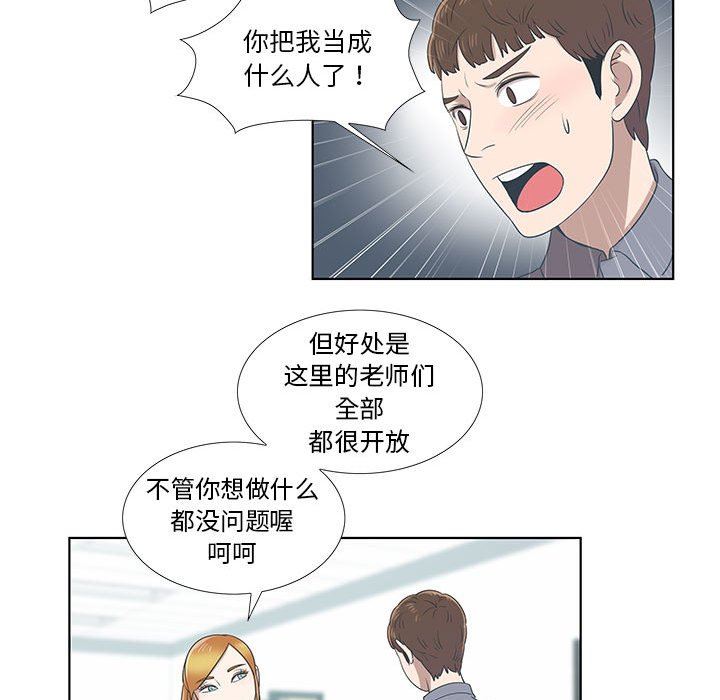 你把我当成
什么人了！
但好处是
这里的老师们
全部
都很开放
不管你想做什么
都没问题喔
呵呵